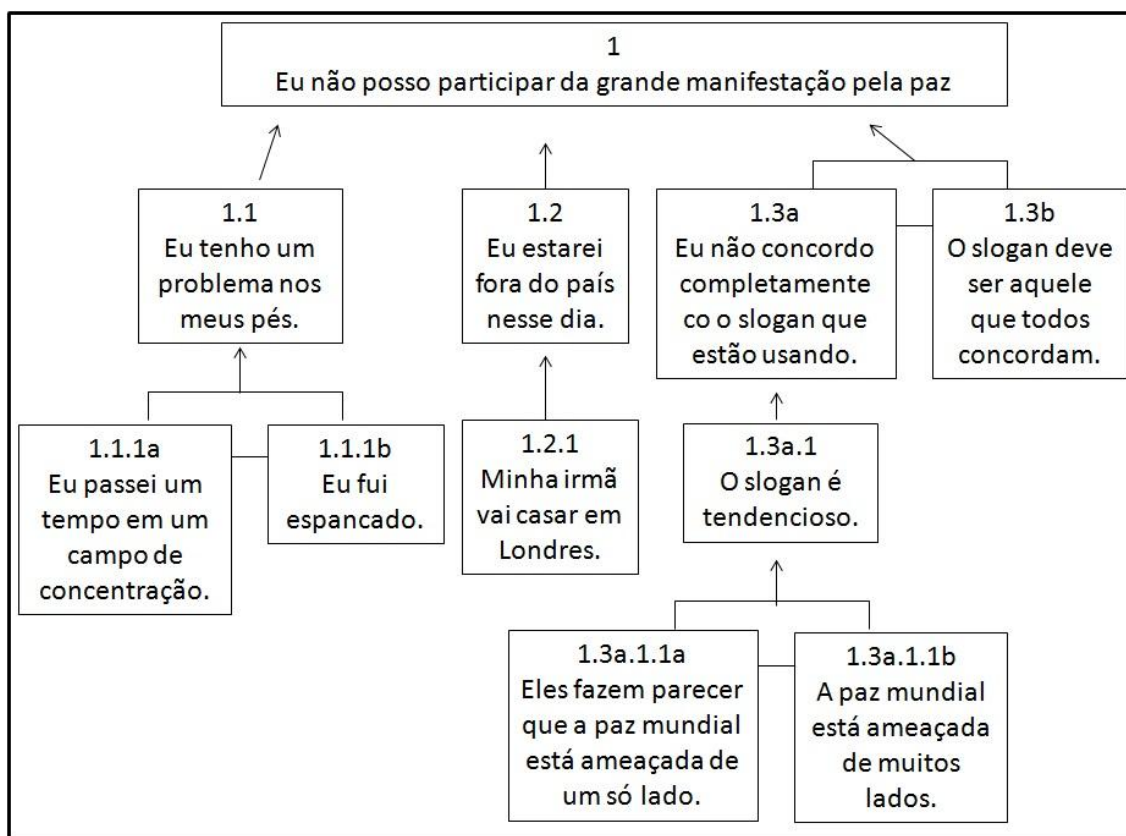 1
Eu não posso participar da grande manifestação pela paz
1.1
Eu tenho um
problema nos
meus pés.
1.2
Eu estarei
fora do país
nesse dia.
1.3a
Eu não concordo
completamente
co o slogan que
estão usando.
1.3b
O slogan deve
ser aquele
que todos
concordam.
1.1.1a
Eu passei um
tempo em um
campo de
concentração.
1.1.1b
Eu fui
espancado.
1.2.1
Minha irmã
vai casar em
Londres.
1.3a.1
O slogan é
tendencioso.
1.3a.1.1a
Eles fazem parecer
que a paz mundial
está ameaçada de
um só lado.
1.3a.1.1b
A paz mundial
está ameaçada
de muitos
lados.